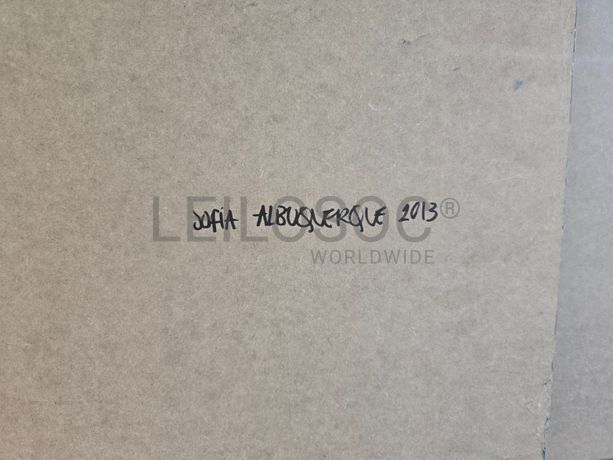 SOFIA ALBUQUERQUE 2013
LEILOSOC®
WORLDWIDE